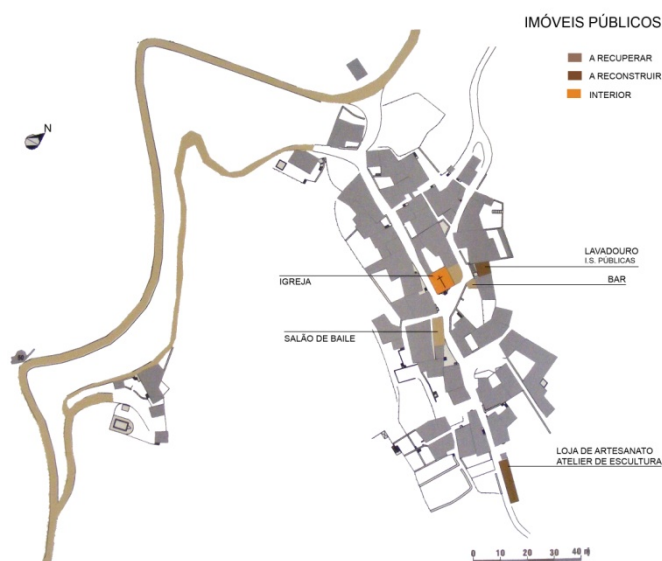 IMÓVEIS PÚBLICOS
A RECUPERAR
A RECONSTRUIR
INTERIOR
N
LAVADOURO
I.S. PÚBLICAS
IGREJA
BAR
SALÃO DE BAILE
LOJA DE ARTESANATO
ATELIER DE ESCULTURA
0 10 20 30 40 m